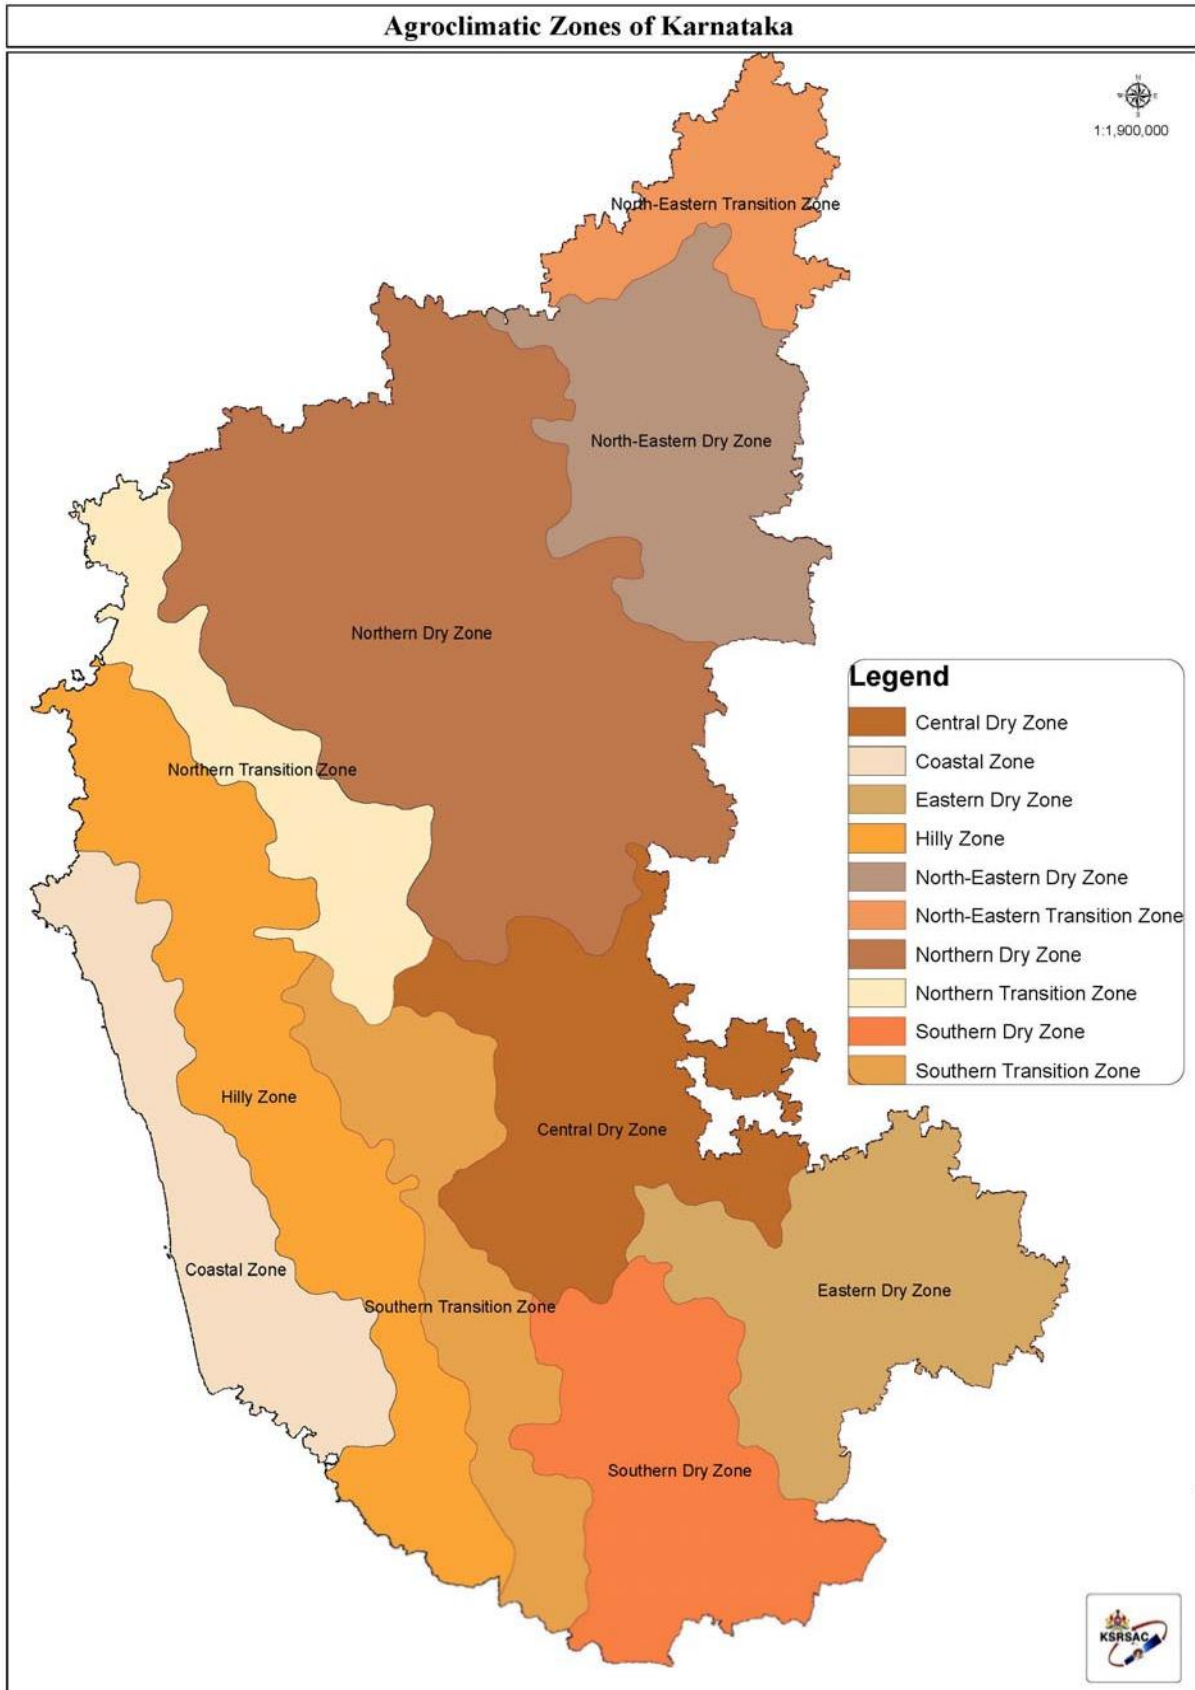 Agroclimatic Zones of Karnataka
N
W E
S
1:1,900,000
North-Eastern Transition Zone
North-Eastern Dry Zone
Northern Dry Zone
Northern Transition Zone
Hilly Zone
Central Dry Zone
Coastal Zone
Southern Transition Zone
Eastern Dry Zone
Southern Dry Zone
Legend
Central Dry Zone
Coastal Zone
Eastern Dry Zone
Hilly Zone
North-Eastern Dry Zone
North-Eastern Transition Zone
Northern Dry Zone
Northern Transition Zone
Southern Dry Zone
Southern Transition Zone
KSRSAC